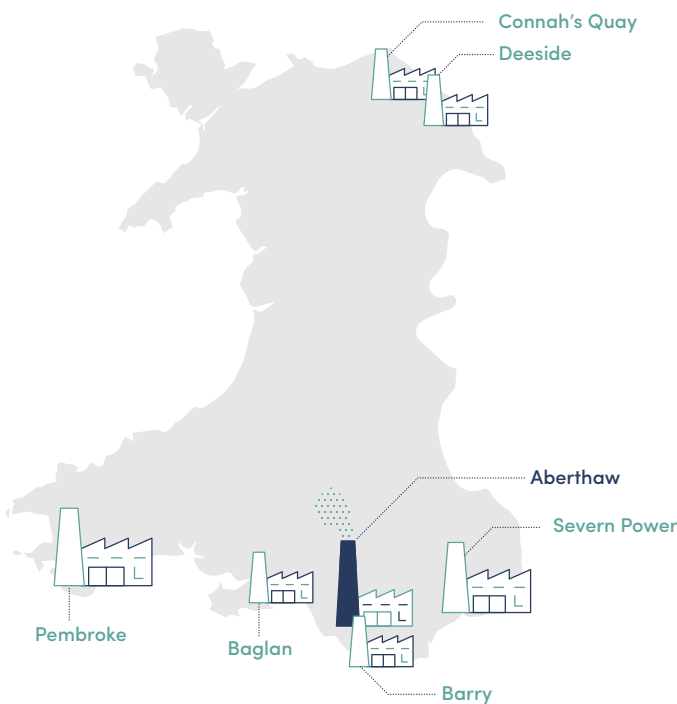 Connah's Quay
Deeside
Aberthaw
Severn Power
Pembroke
Baglan
Barry